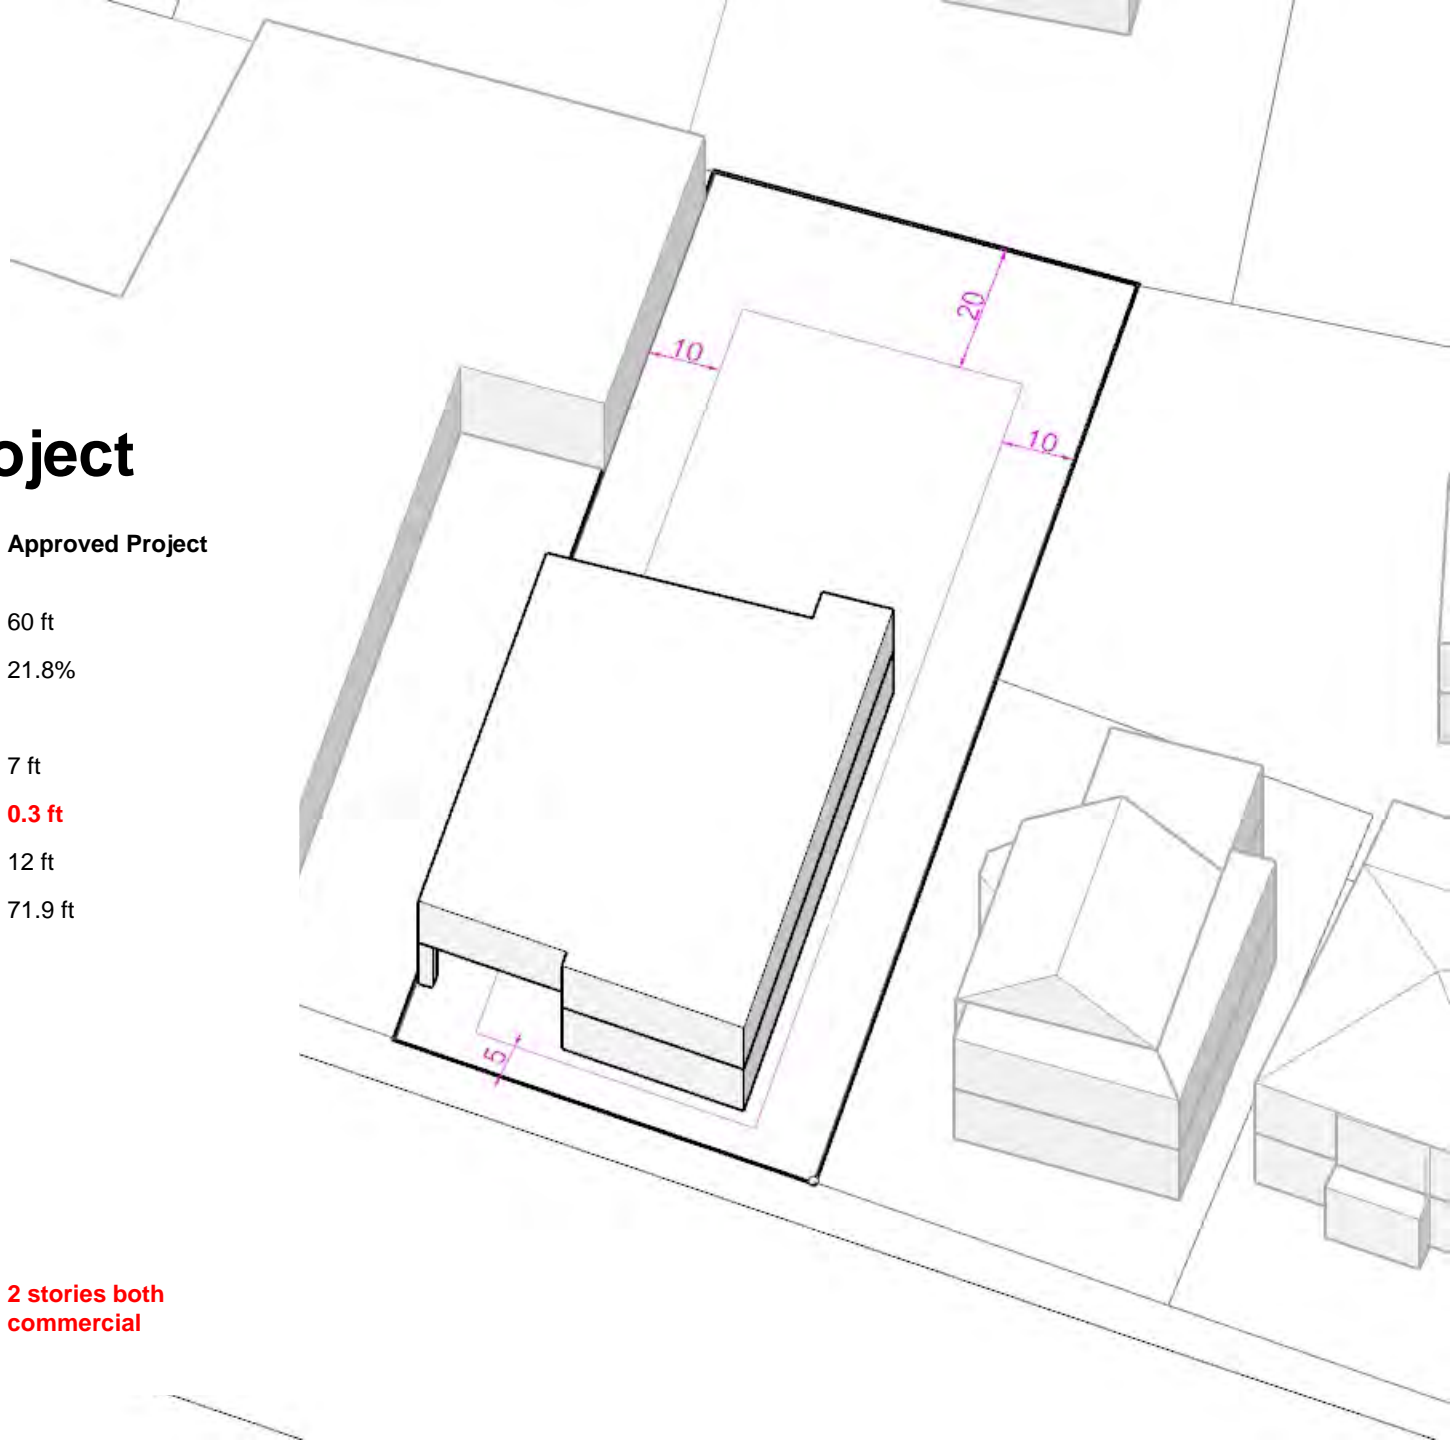 20
10
10
oject
Approved Project
60 ft
21.8%
7 ft
0.3 ft
12 ft
71.9 ft
5
2 stories both
commercial